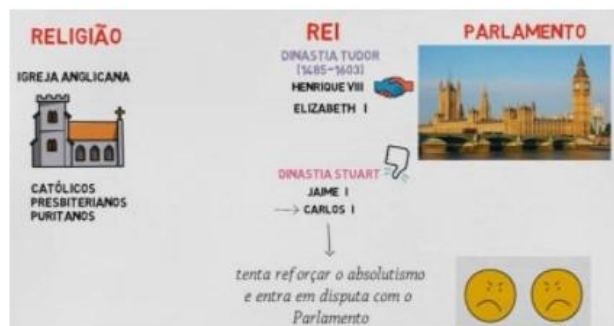 RELIGIÃO
IGREJA ANGLICANA
CATÓLICOS
PRESBITERIANOS
PURITANOS
REI
DINASTIA TUDOR
(1485-1603)
HENRIQUE VIII
ELIZABETH I
DINASTIA STUART
JAIME I
CARLOS I
tenta reforçar o absolutismo
e entra em disputa com o
Parlamento
PARLAMENTO